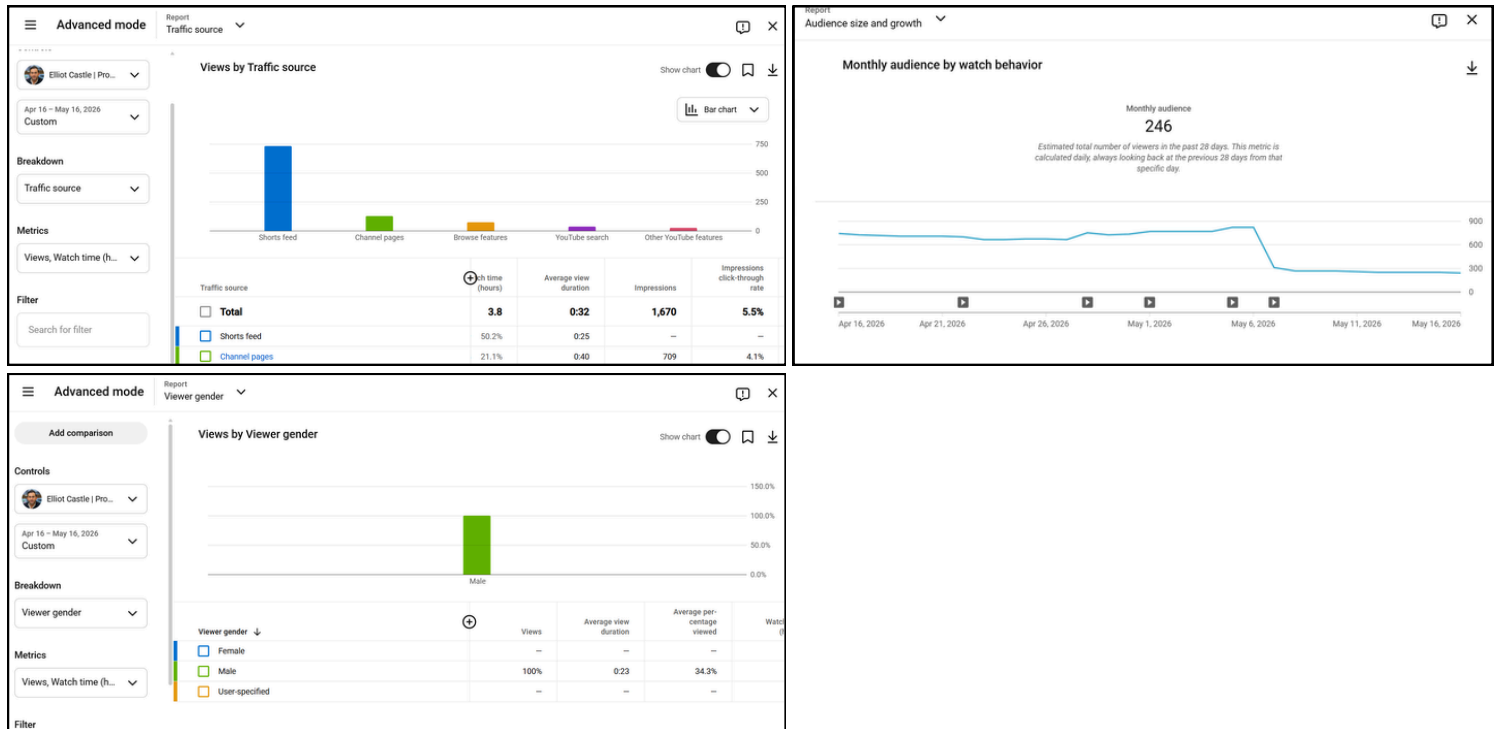 Advanced mode
Report
Traffic source
Elliot Castle | Pro...
Apr 16 – May 16, 2026
Custom
Breakdown
Traffic source
Metrics
Views, Watch time (h...
Filter
Search for filter
Views by Traffic source
Show chart
Bar chart
750
500
250
0
Shorts feed
Channel pages
Browse features
YouTube search
Other YouTube features
Traffic source
ch time (hours)
Average view duration
Impressions
Impressions click-through rate
Total
3.8
0:32
1,670
5.5%
Shorts feed
50.2%
0:25
–
–
Channel pages
21.1%
0:40
709
4.1%
Report
Audience size and growth
Monthly audience by watch behavior
Monthly audience
246
Estimated total number of viewers in the past 28 days. This metric is
calculated daily, always looking back at the previous 28 days from that
specific day.
900
600
300
0
Apr 16, 2026
Apr 21, 2026
Apr 26, 2026
May 1, 2026
May 6, 2026
May 11, 2026
May 16, 2026
Advanced mode
Report
Viewer gender
Add comparison
Controls
Elliot Castle | Pro...
Apr 16 – May 16, 2026
Custom
Breakdown
Viewer gender
Metrics
Views, Watch time (h...
Filter
Views by Viewer gender
Show chart
150.0%
100.0%
50.0%
0.0%
Male
Viewer gender
Views
Average view duration
Average per-centage viewed
Watc
Female
–
–
–
Male
100%
0:23
34.3%
User-specified
–
–
–